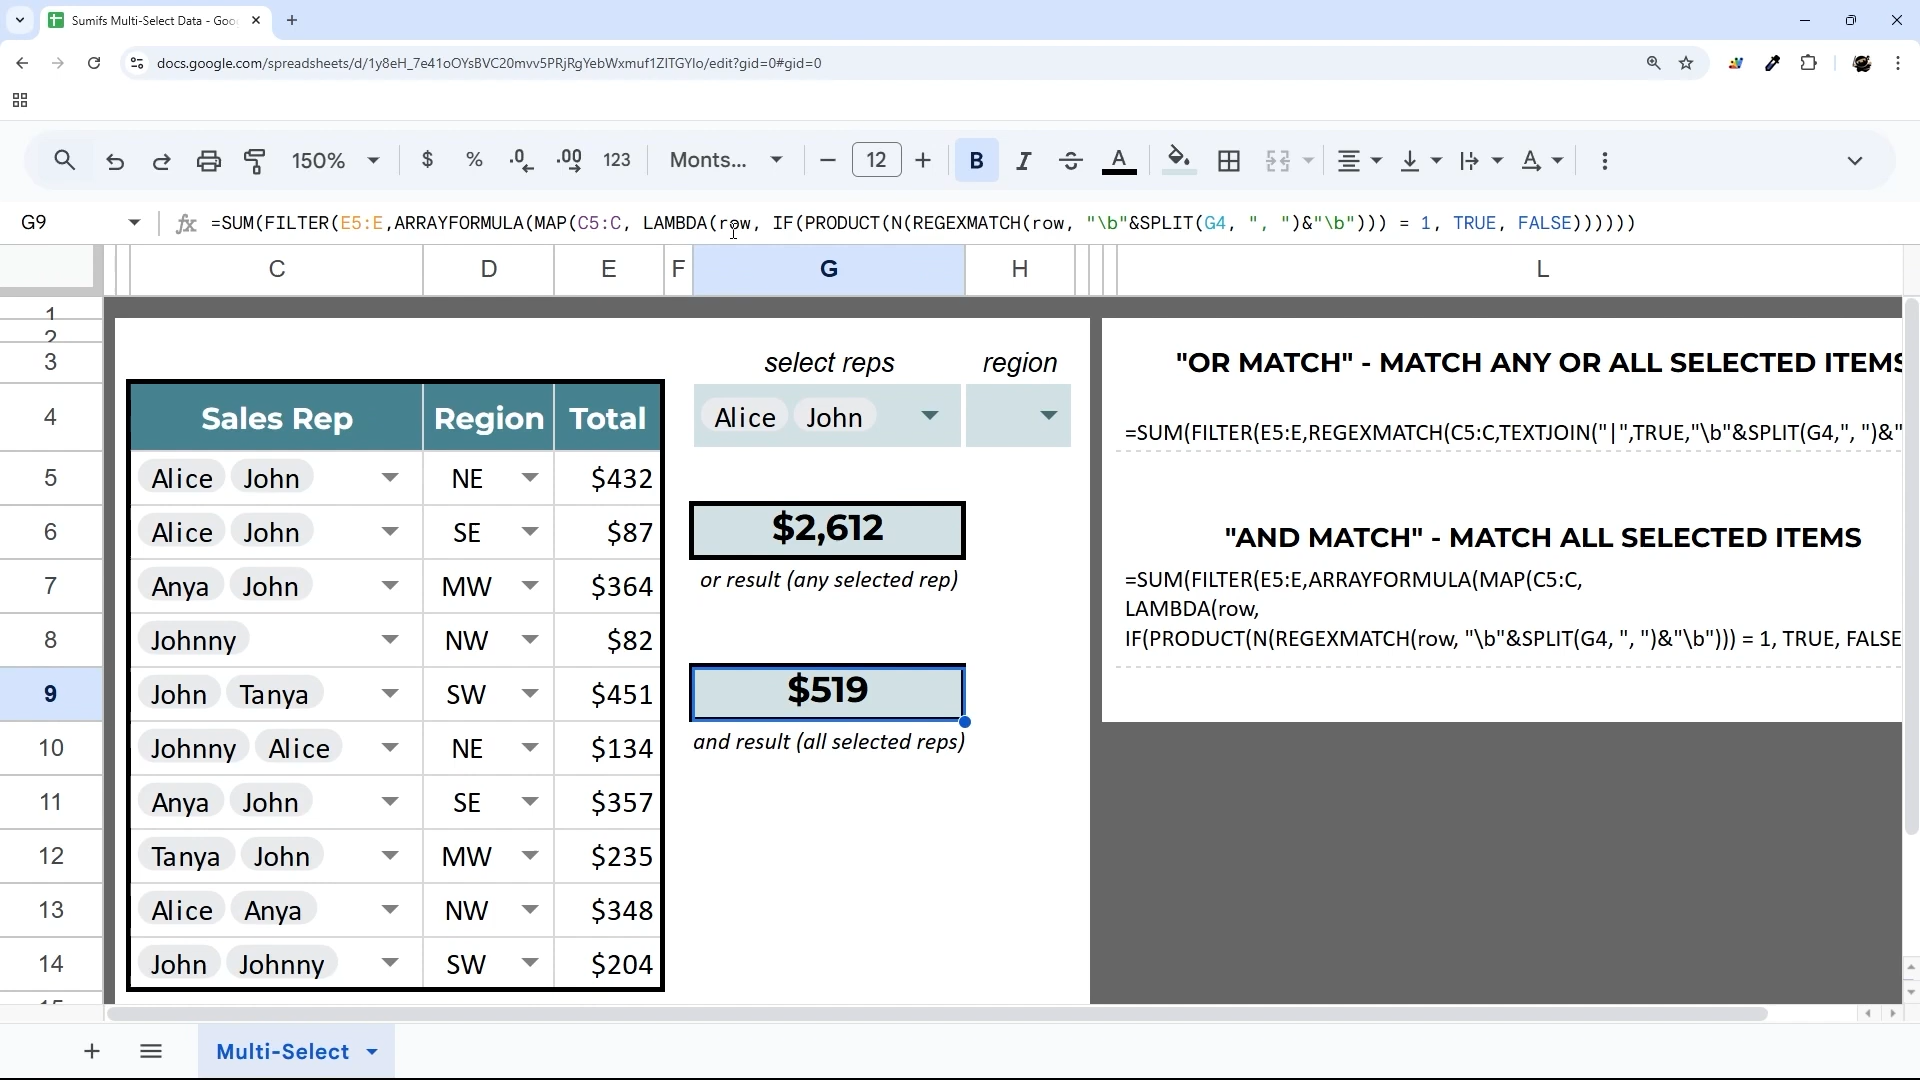 Sumifs Multi-Select Data - Goo
docs.google.com/spreadsheets/d/1y8eH_7e41oOYsBVC20mvv5PRjRgYebWxmuf1ZITGYIo/edit?gid=0#gid=0
150% $ % .0 .00 123 Monts... 12 B I A A
G9 fx =SUM(FILTER(E5:E,ARRAYFORMULA(MAP(C5:C, LAMBDA(row, IF(PRODUCT(N(REGEXMATCH(row, "\b"&SPLIT(G4, ", ")&"\b"))) = 1, TRUE, FALSE))))))
C D E F G H L
1
2
3 select reps region "OR MATCH" - MATCH ANY OR ALL SELECTED ITEMS
4 Sales Rep Region Total Alice John
=SUM(FILTER(E5:E,REGEXMATCH(C5:C,TEXTJOIN("|",TRUE,"\b"&SPLIT(G4,", ")&"
5 Alice John NE $432
6 Alice John SE $87 $2,612 "AND MATCH" - MATCH ALL SELECTED ITEMS
7 Anya John MW $364 or result (any selected rep) =SUM(FILTER(E5:E,ARRAYFORMULA(MAP(C5:C,
LAMBDA(row,
8 Johnny NW $82 IF(PRODUCT(N(REGEXMATCH(row, "\b"&SPLIT(G4, ", ")&"\b"))) = 1, TRUE, FALSE
9 John Tanya SW $451 $519
10 Johnny Alice NE $134 and result (all selected reps)
11 Anya John SE $357
12 Tanya John MW $235
13 Alice Anya NW $348
14 John Johnny SW $204
15
Multi-Select